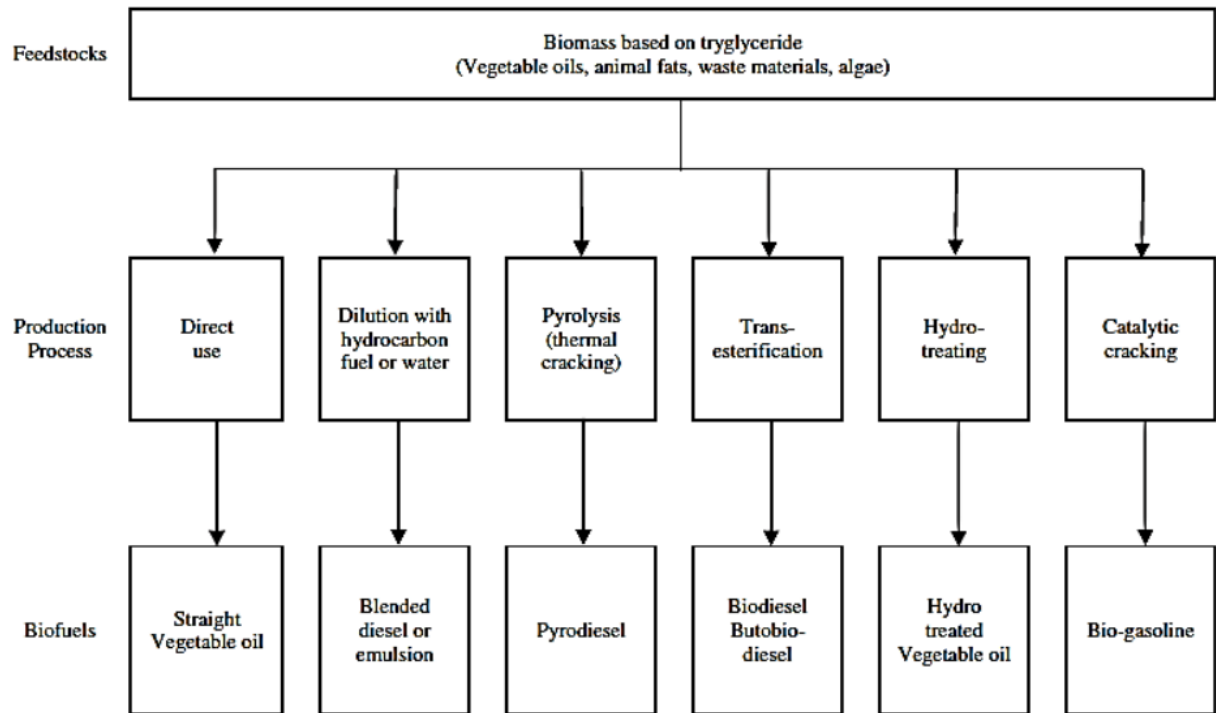 Feedstocks
Biomass based on tryglyceride
(Vegetable oils, animal fats, waste materials, algae)
Production
Process
Direct
use
Dilution with
hydrocarbon
fuel or water
Pyrolysis
(thermal
cracking)
Trans-
esterification
Hydro-
treating
Catalytic
cracking
Biofuels
Straight
Vegetable oil
Blended
diesel or
emulsion
Pyrodiesel
Biodiesel
Butobio-
diesel
Hydro
treated
Vegetable oil
Bio-gasoline